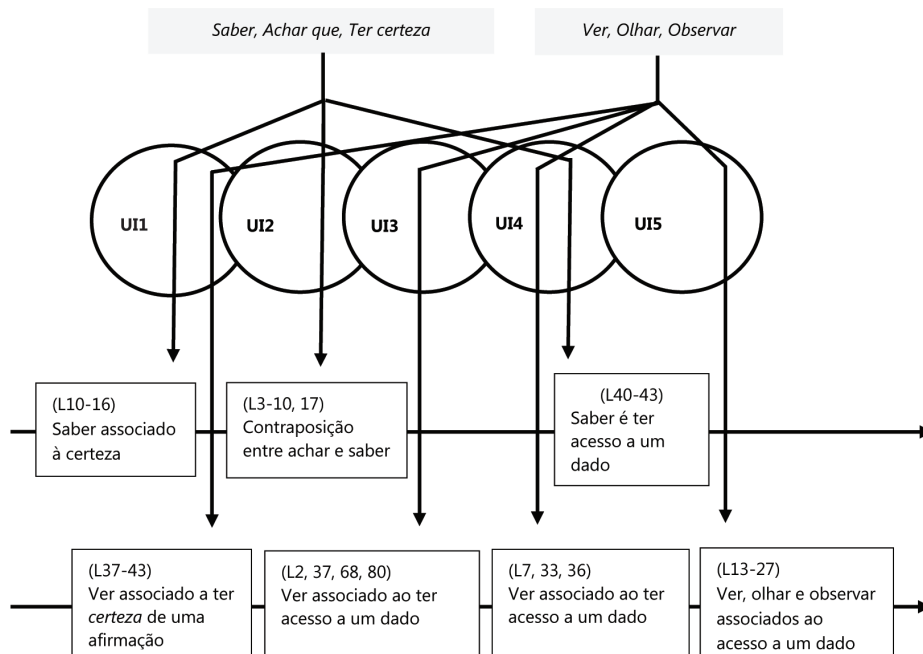 Saber, Achar que, Ter certeza
Ver, Olhar, Observar
UI1
UI2
UI3
UI4
UI5
(L10-16)
Saber associado
à certeza
(L3-10, 17)
Contraposição
entre achar e saber
(L40-43)
Saber é ter
acesso a um
dado
(L37-43)
Ver associado a ter
certeza de uma
afirmação
(L2, 37, 68, 80)
Ver associado ao ter
acesso a um dado
(L7, 33, 36)
Ver associado ao ter
acesso a um dado
(L13-27)
Ver, olhar e observar
associados ao
acesso a um dado